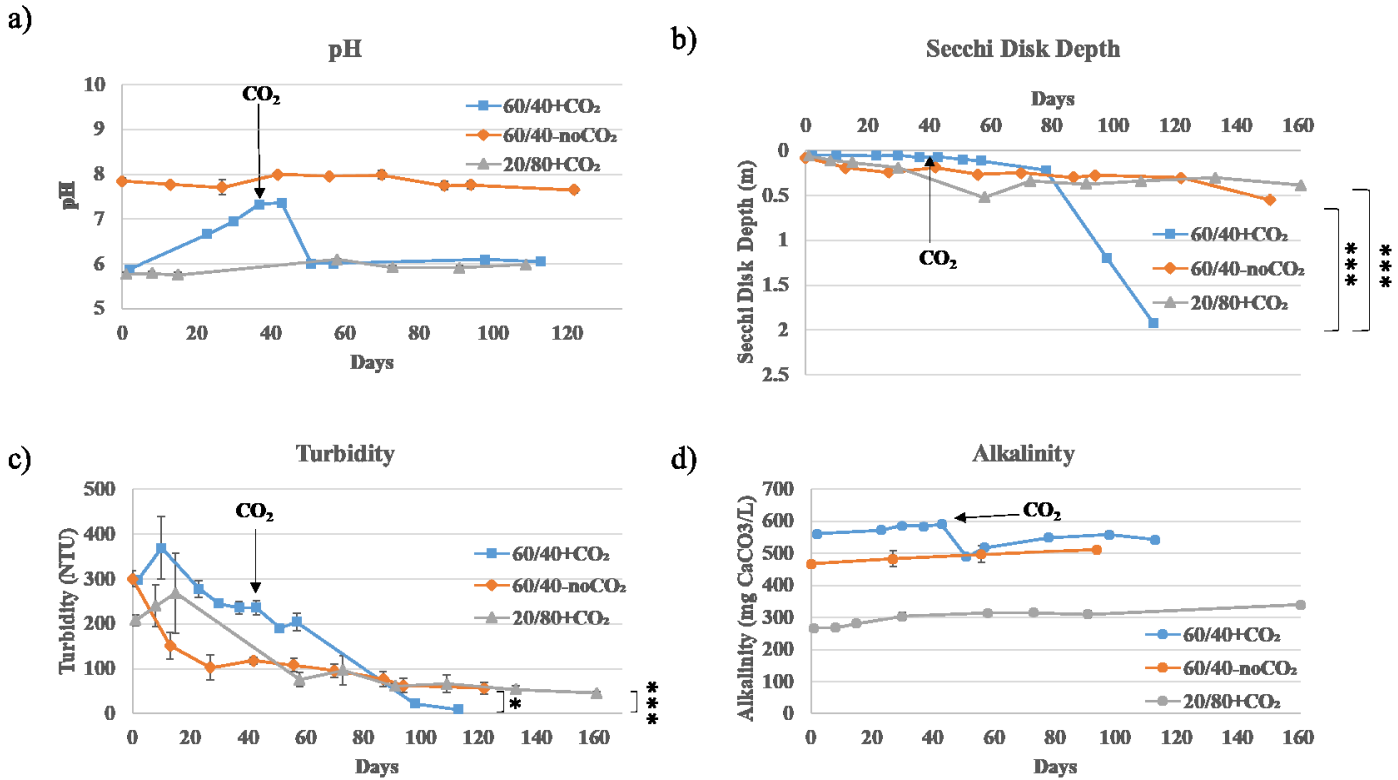 a)
pH
10
9
8
7
6
5
pH
CO₂
60/40+CO₂
60/40-noCO₂
20/80+CO₂
0 20 40 60 80 100 120
Days
b)
Secchi Disk Depth
Days
0 20 40 60 80 100 120 140 160
0
0.5
1
1.5
2
2.5
Secchi Disk Depth (m)
CO₂
60/40+CO₂
60/40-noCO₂
20/80+CO₂
***
***
c)
Turbidity
500
400
300
200
100
0
Turbidity (NTU)
CO₂
60/40+CO₂
60/40-noCO₂
20/80+CO₂
*
***
0 20 40 60 80 100 120 140 160
Days
d)
Alkalinity
700
600
500
400
300
200
100
0
Alkalinity (mg CaCO3/L)
CO₂
60/40+CO₂
60/40-noCO₂
20/80+CO₂
0 20 40 60 80 100 120 140 160
Days